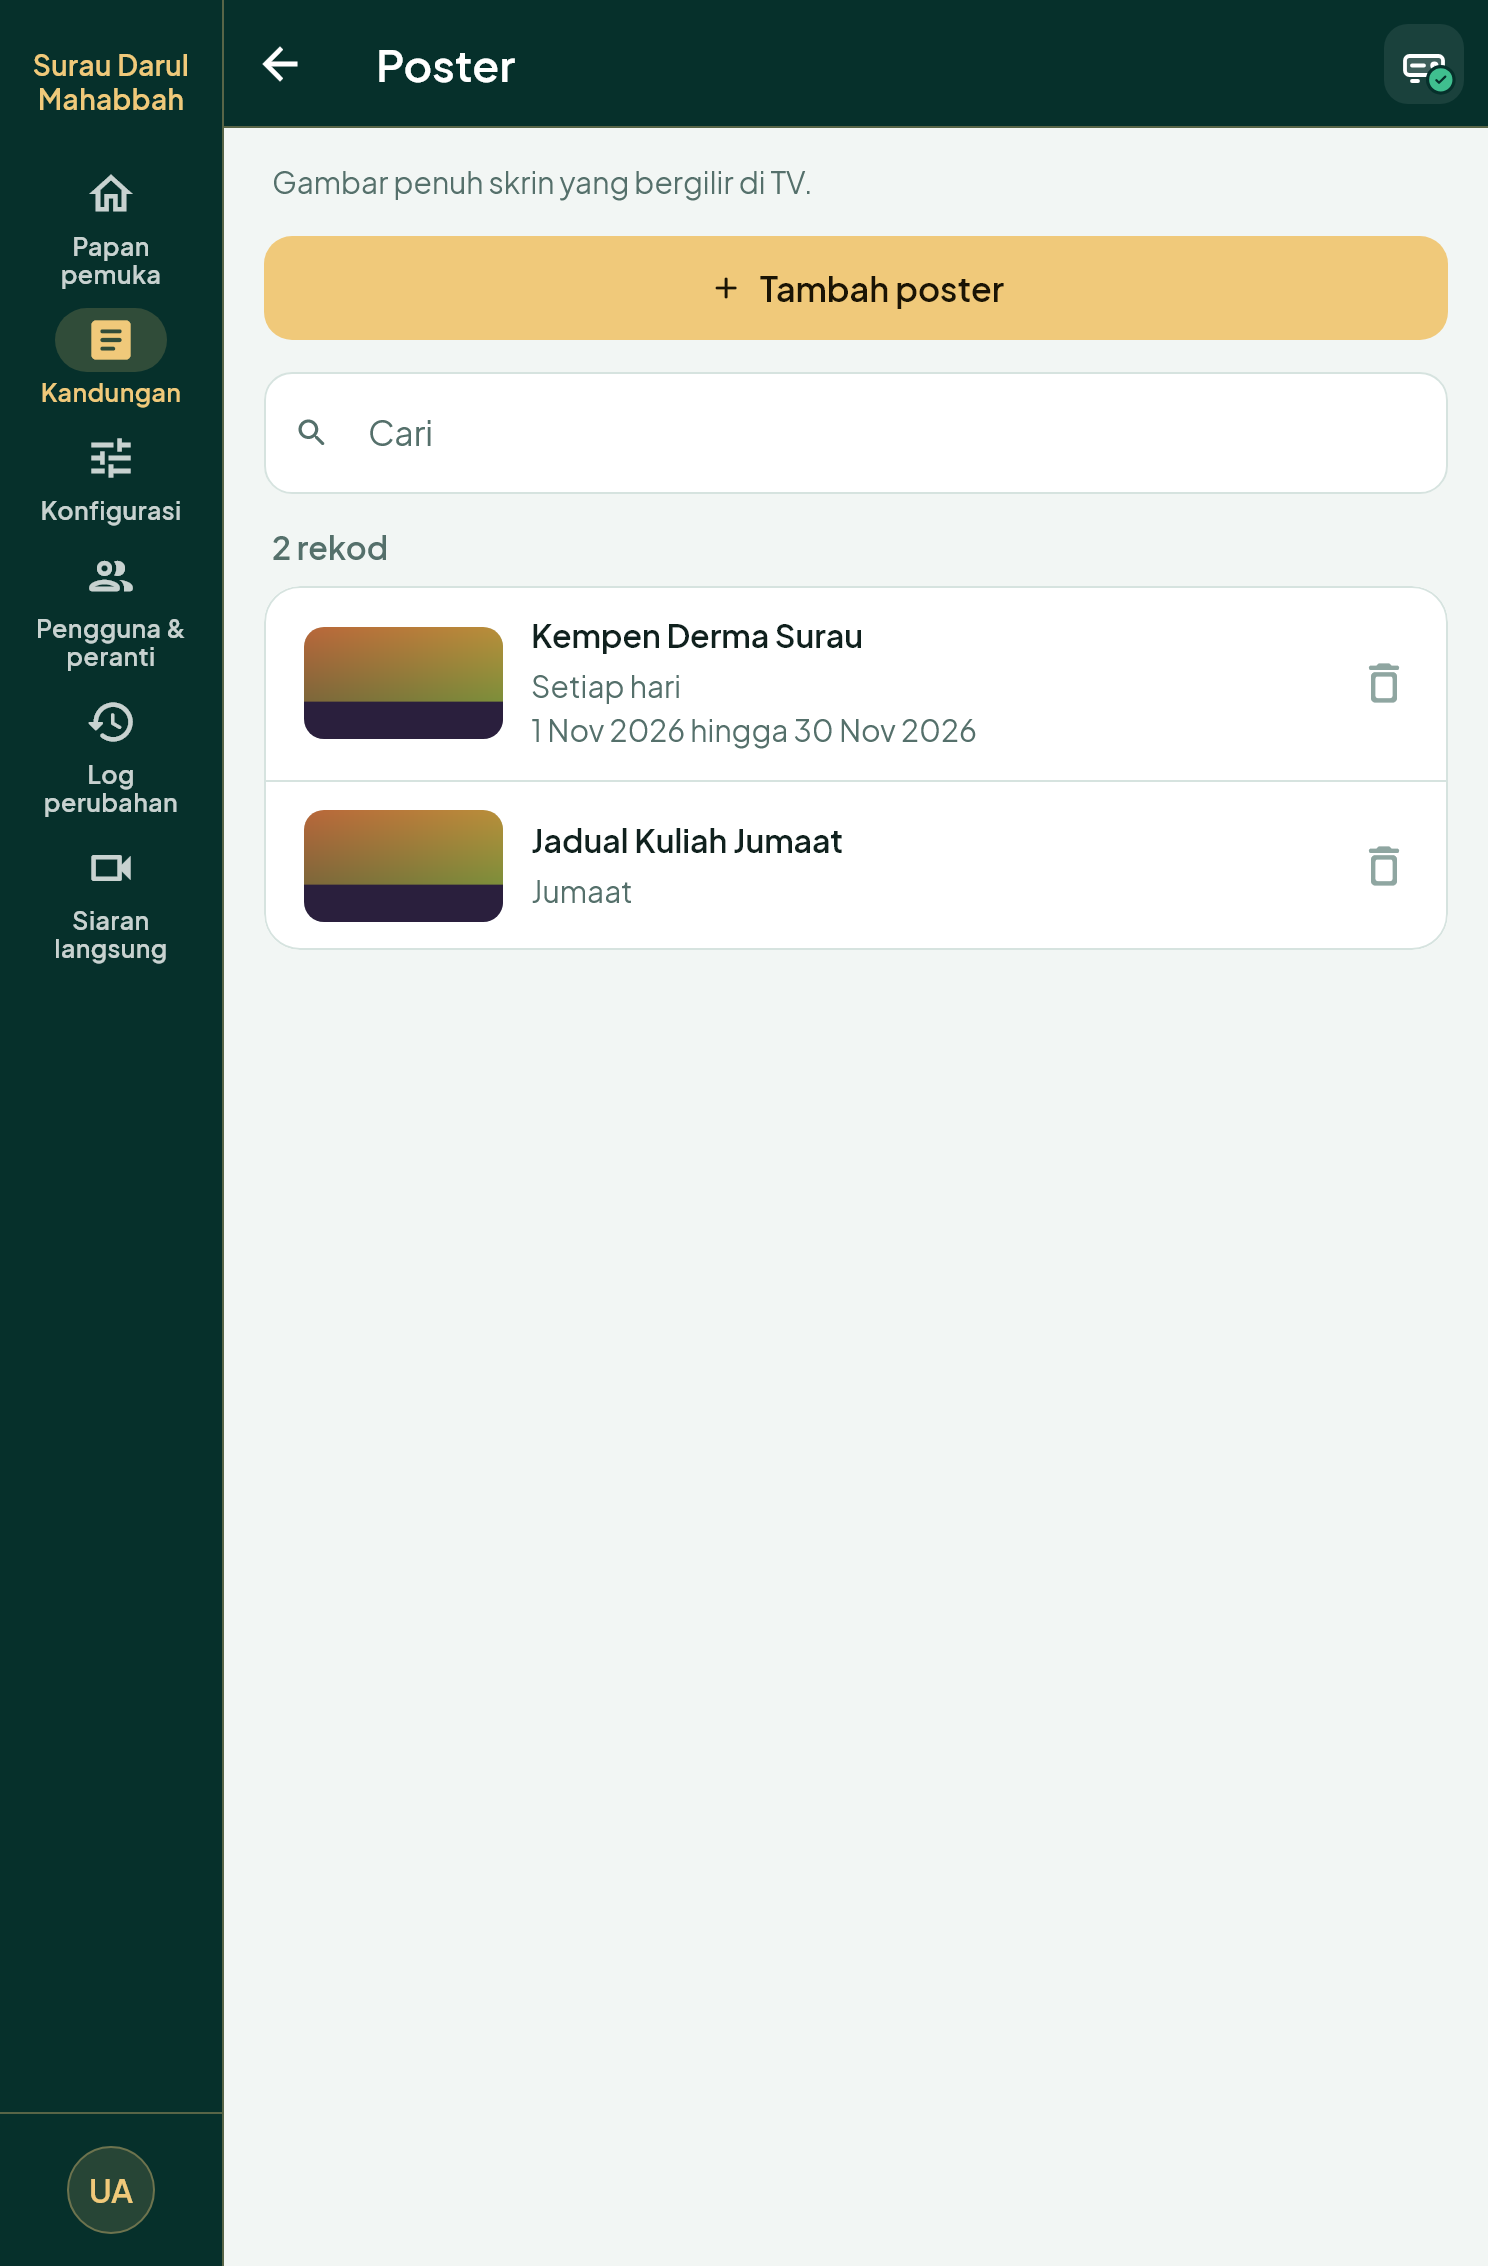 Surau Darul
Mahabbah
Papan
pemuka
Kandungan
Konfigurasi
Pengguna &
peranti
Log
perubahan
Siaran
langsung
UA
Poster
Gambar penuh skrin yang bergilir di TV.
+ Tambah poster
Cari
2 rekod
Kempen Derma Surau
Setiap hari
1 Nov 2026 hingga 30 Nov 2026
Jadual Kuliah Jumaat
Jumaat